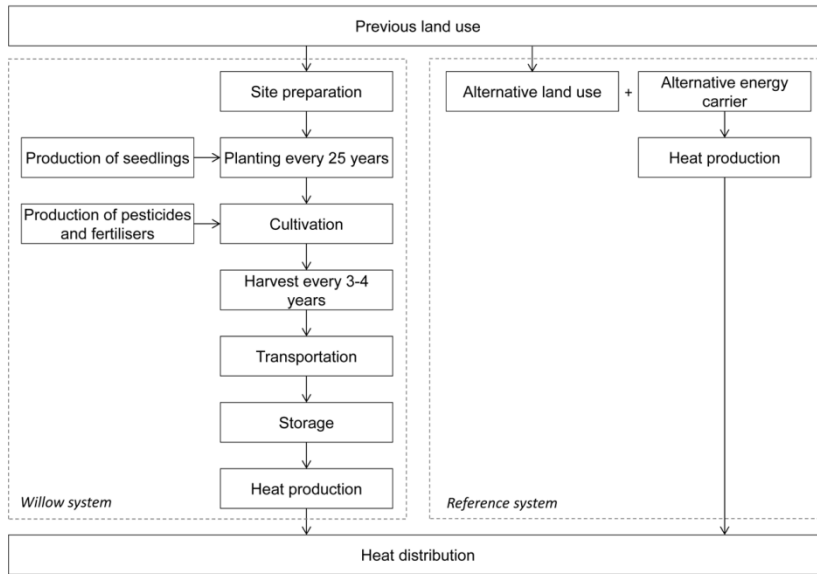 Previous land use
Site preparation
Production of seedlings
Planting every 25 years
Production of pesticides
and fertilisers
Cultivation
Harvest every 3-4
years
Transportation
Storage
Heat production
Willow system
Alternative land use
+
Alternative energy
carrier
Heat production
Reference system
Heat distribution